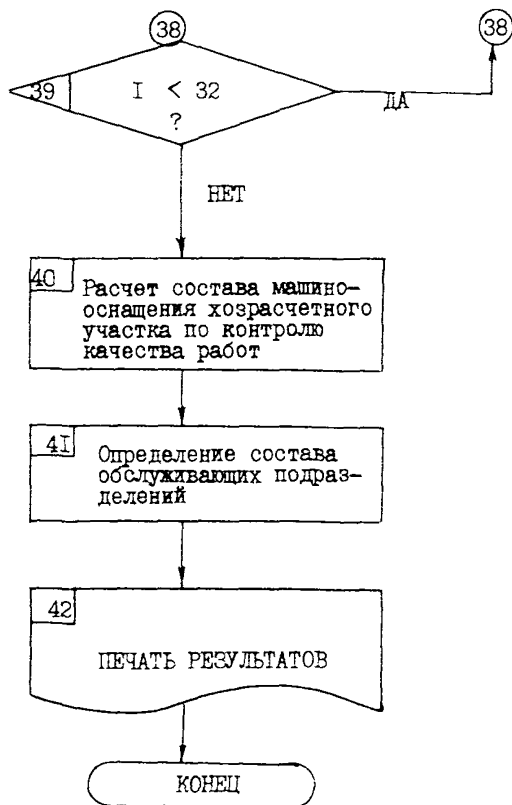 38
38
39
I < 32
?
ДА
НЕТ
40
Расчет состава машино-
оснащения хозрасчетного
участка по контролю
качества работ
41
Определение состава
обслуживающих подраз-
делений
42
ПЕЧАТЬ РЕЗУЛЬТАТОВ
КОНЕЦ